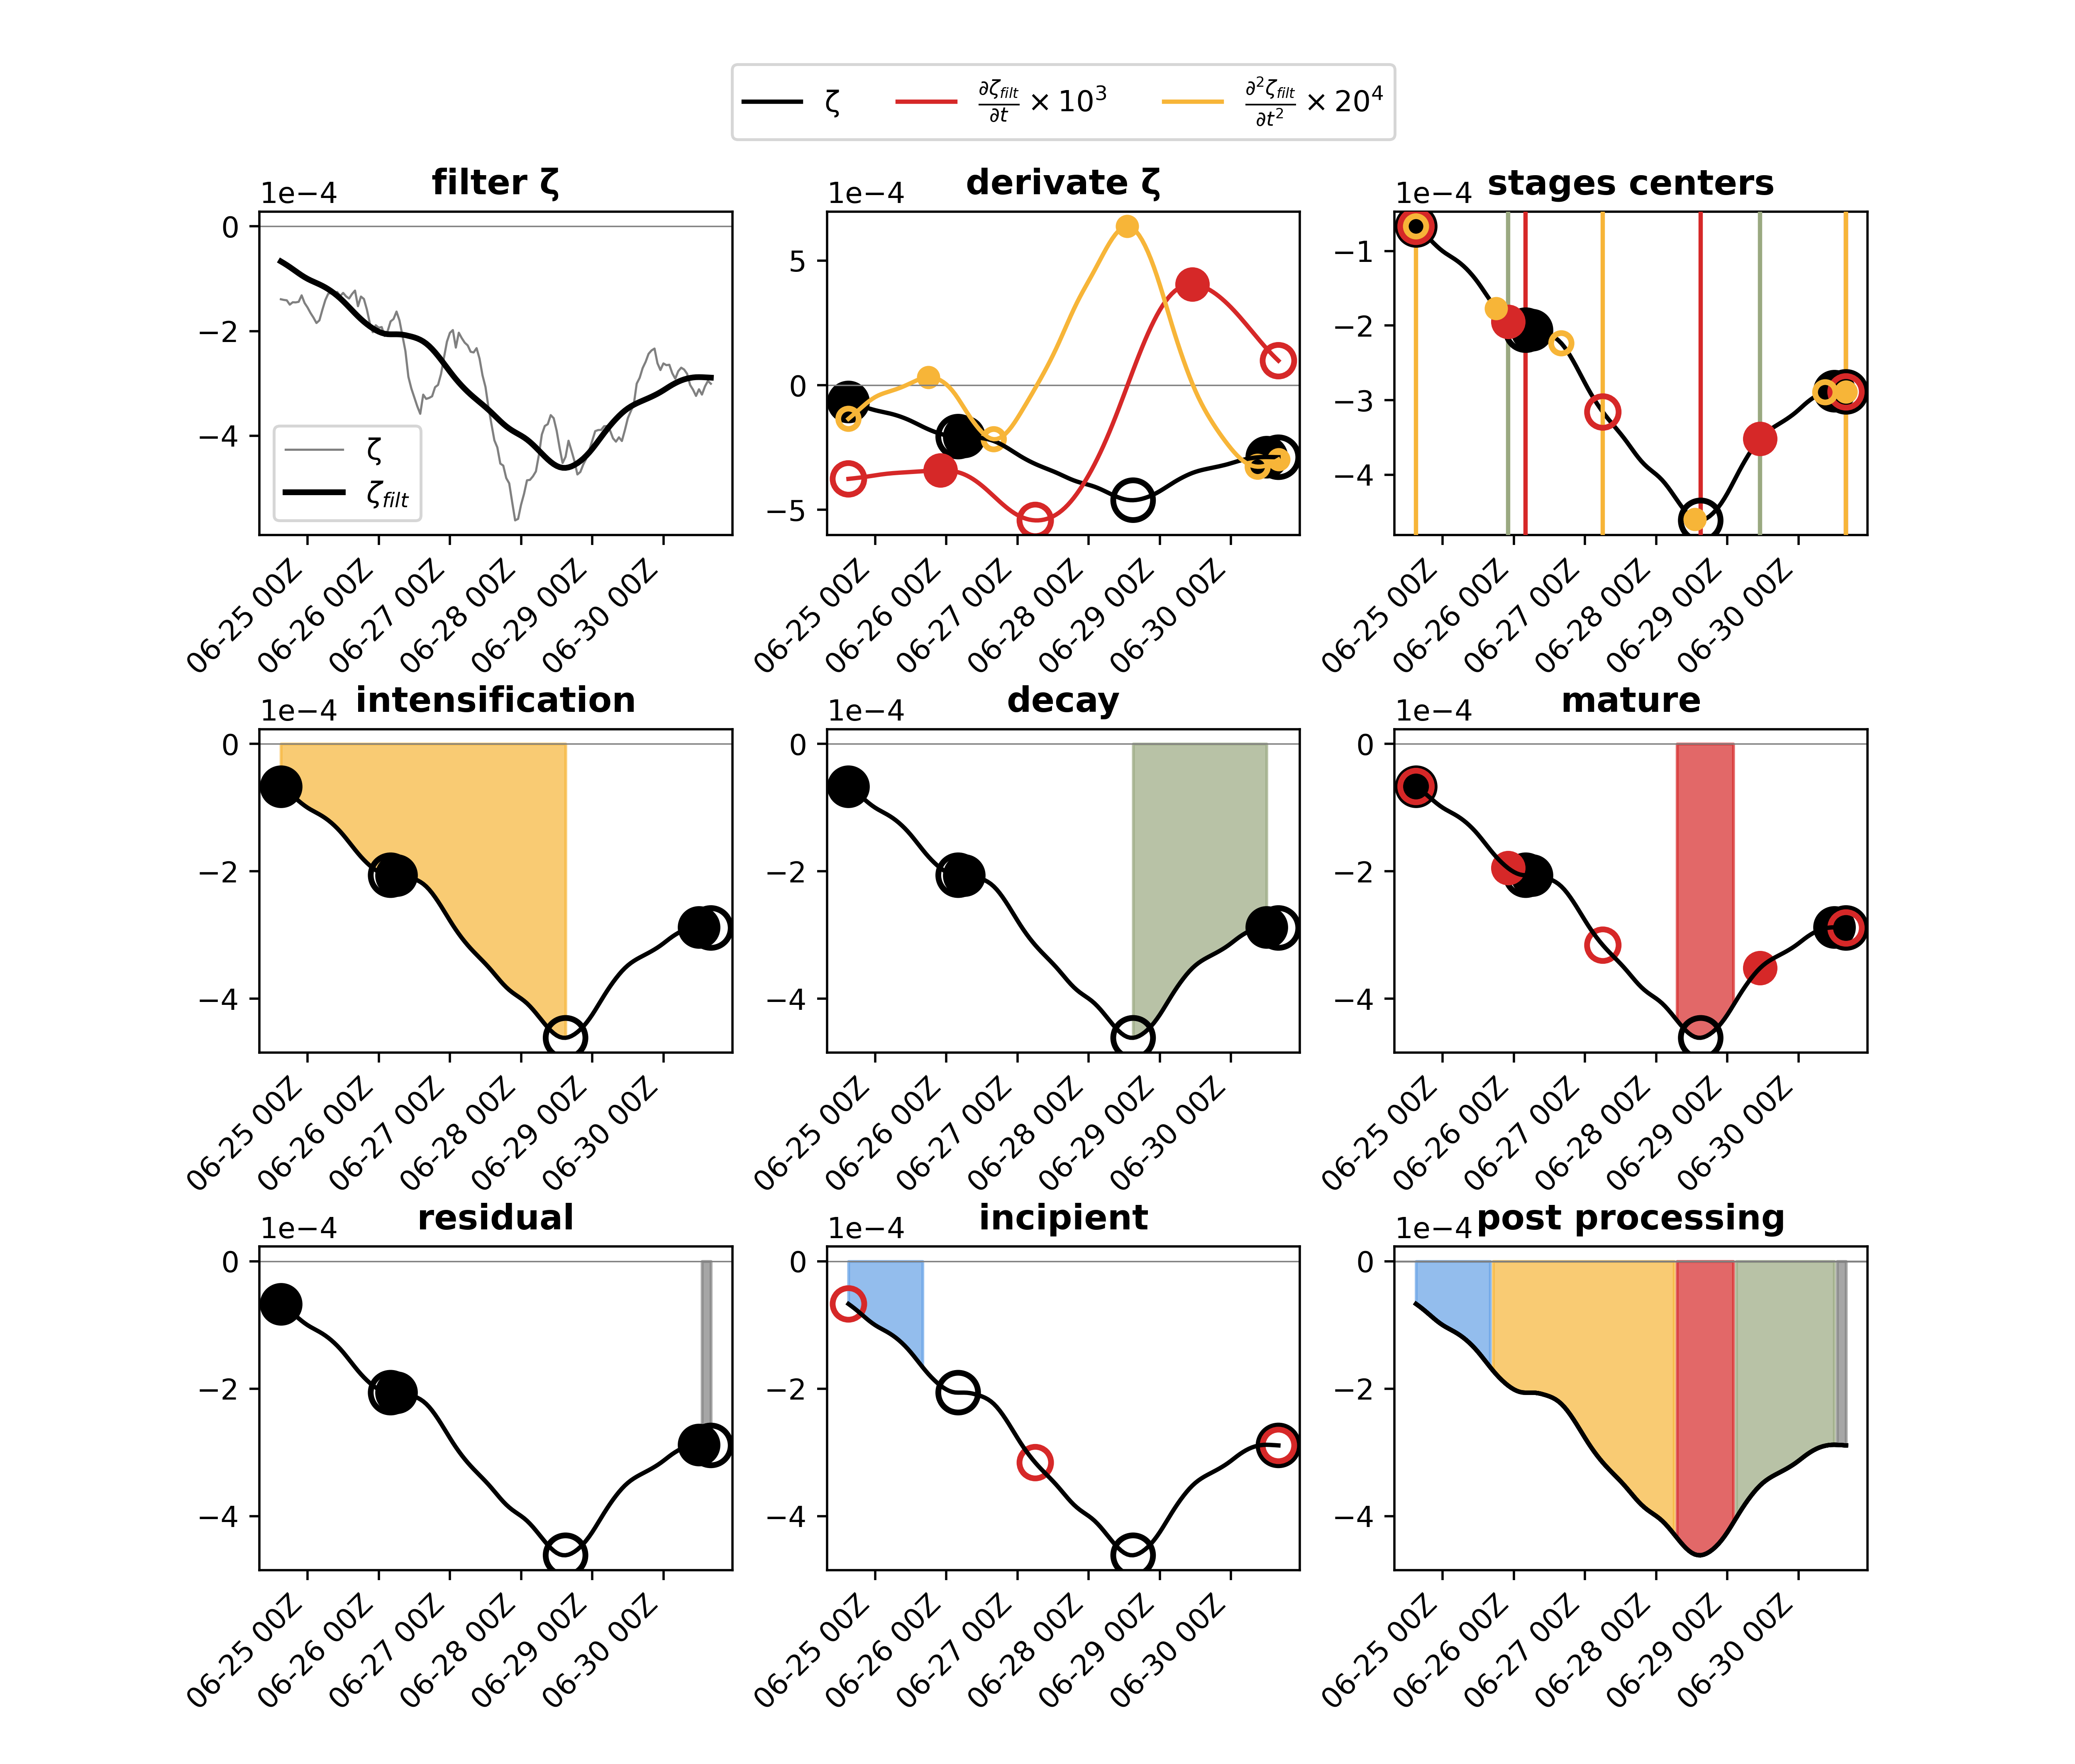 ζ ∂ζfilt/∂t × 10³ ∂²ζfilt/∂t² × 20⁴
filter ζ
1e−4
0
−2
−4
ζ
ζfilt
06-25 00Z
06-26 00Z
06-27 00Z
06-28 00Z
06-29 00Z
06-30 00Z
derivate ζ
1e−4
5
0
−5
06-25 00Z
06-26 00Z
06-27 00Z
06-28 00Z
06-29 00Z
06-30 00Z
stages centers
1e−4
−1
−2
−3
−4
06-25 00Z
06-26 00Z
06-27 00Z
06-28 00Z
06-29 00Z
06-30 00Z
intensification
1e−4
0
−2
−4
06-25 00Z
06-26 00Z
06-27 00Z
06-28 00Z
06-29 00Z
06-30 00Z
decay
1e−4
0
−2
−4
06-25 00Z
06-26 00Z
06-27 00Z
06-28 00Z
06-29 00Z
06-30 00Z
mature
1e−4
0
−2
−4
06-25 00Z
06-26 00Z
06-27 00Z
06-28 00Z
06-29 00Z
06-30 00Z
residual
1e−4
0
−2
−4
06-25 00Z
06-26 00Z
06-27 00Z
06-28 00Z
06-29 00Z
06-30 00Z
incipient
1e−4
0
−2
−4
06-25 00Z
06-26 00Z
06-27 00Z
06-28 00Z
06-29 00Z
06-30 00Z
post processing
1e−4
0
−2
−4
06-25 00Z
06-26 00Z
06-27 00Z
06-28 00Z
06-29 00Z
06-30 00Z